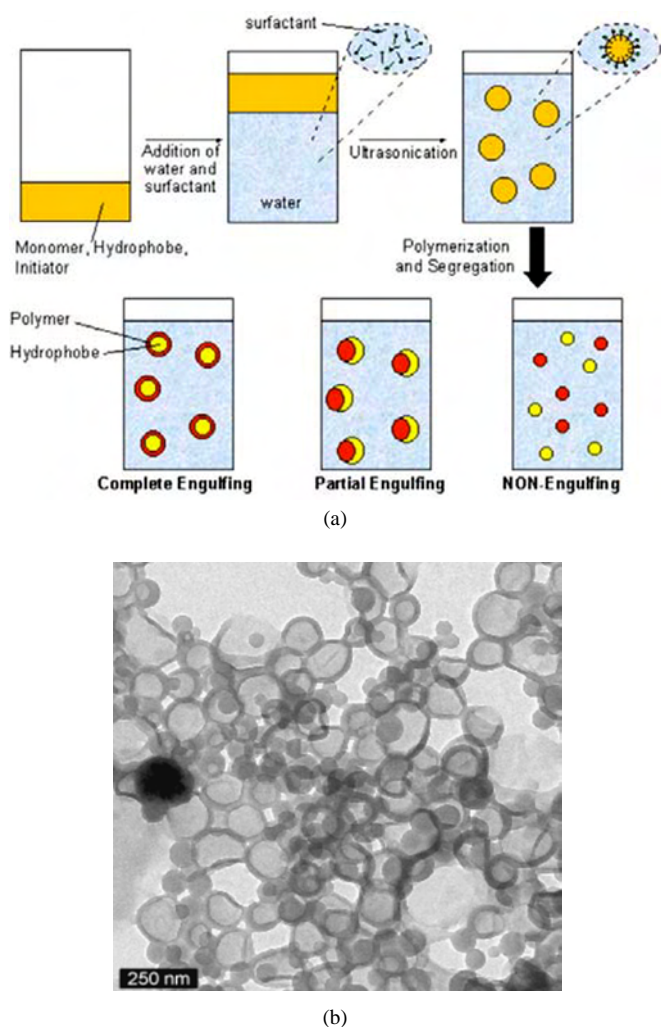 surfactant
Addition of
water and
surfactant
water
Ultrasonication
Monomer, Hydrophobe,
Initiator
Polymerization
and Segregation
Polymer
Hydrophobe
Complete Engulfing
Partial Engulfing
NON-Engulfing
(a)
250 nm
(b)